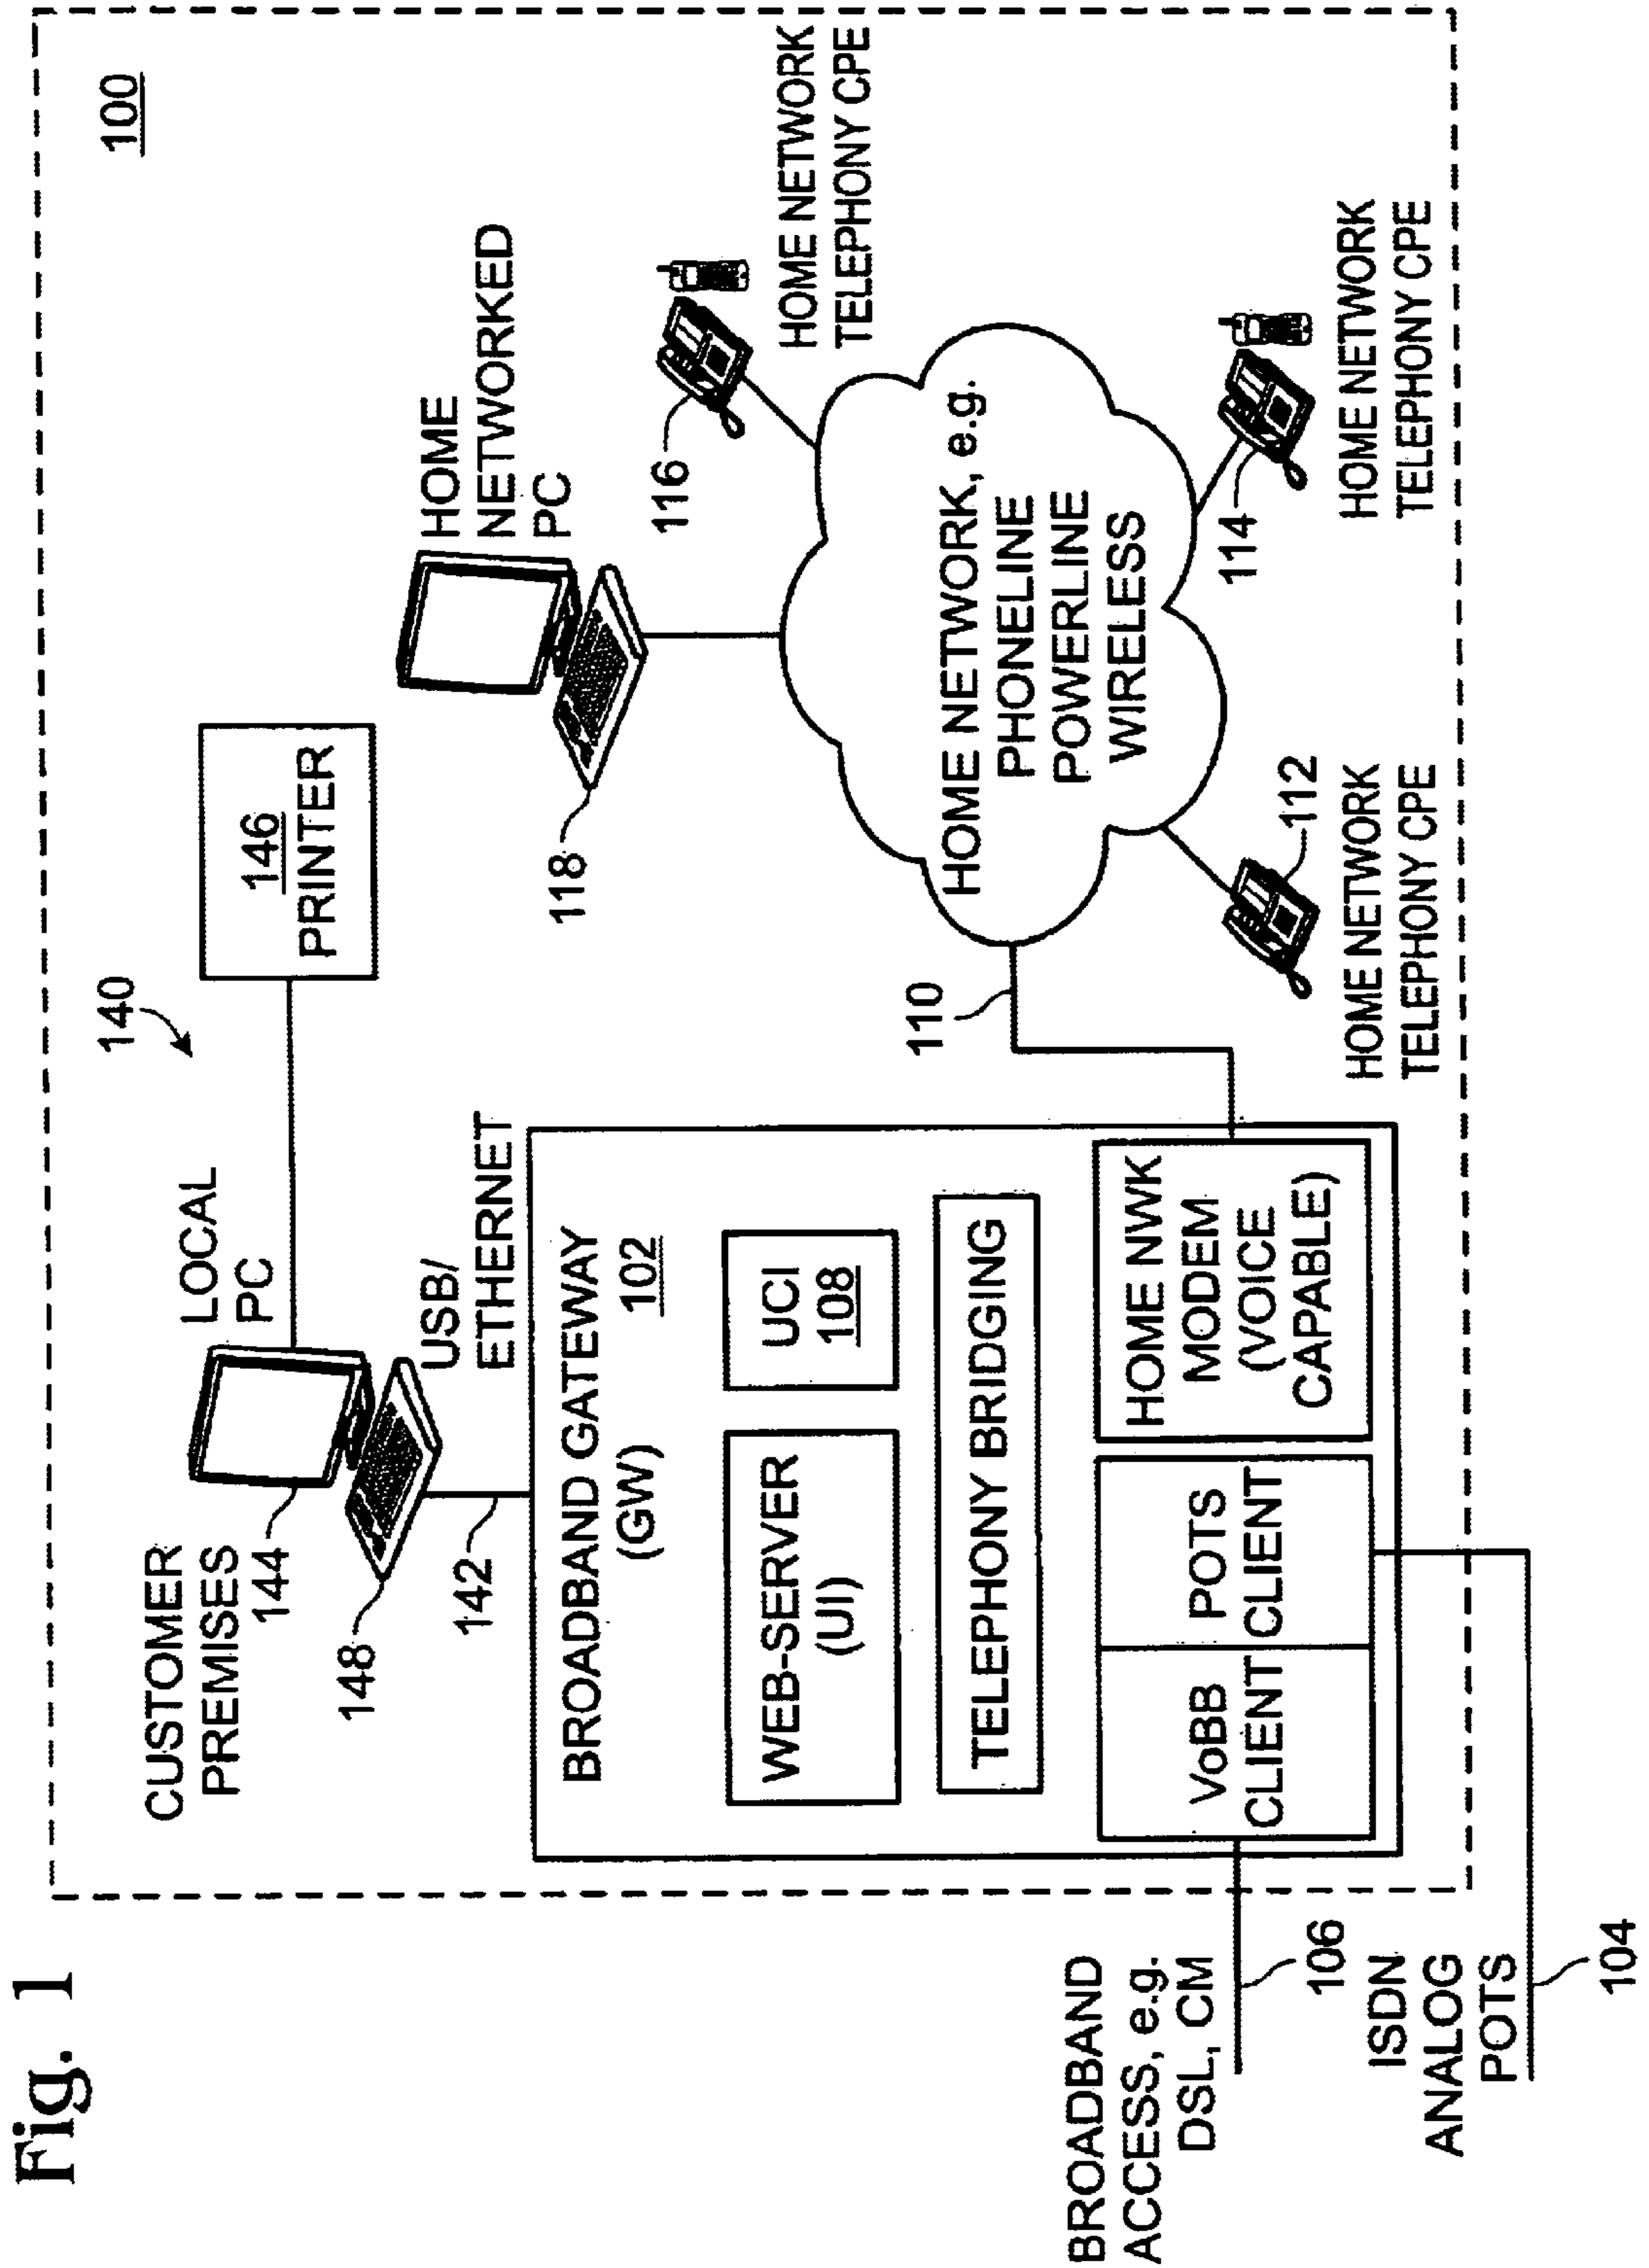 Fig. 1
100
CUSTOMER
PREMISES
LOCAL
PC
140
146
PRINTER
144
148
142
USB/
ETHERNET
HOME
NETWORKED
PC
118
116
HOME NETWORK
TELEPHONY CPE
BROADBAND GATEWAY
(GW)
102
WEB-SERVER
(UI)
UCI
108
TELEPHONY BRIDGING
VoBB
CLIENT
POTS
CLIENT
HOME NWK
MODEM
(VOICE
CAPABLE)
110
HOME NETWORK, e.g.
PHONELINE
POWERLINE
WIRELESS
112
HOME NETWORK
TELEPHONY CPE
114
HOME NETWORK
TELEPHONY CPE
BROADBAND
ACCESS, e.g.
DSL, CM
106
ISDN
ANALOG
POTS
104